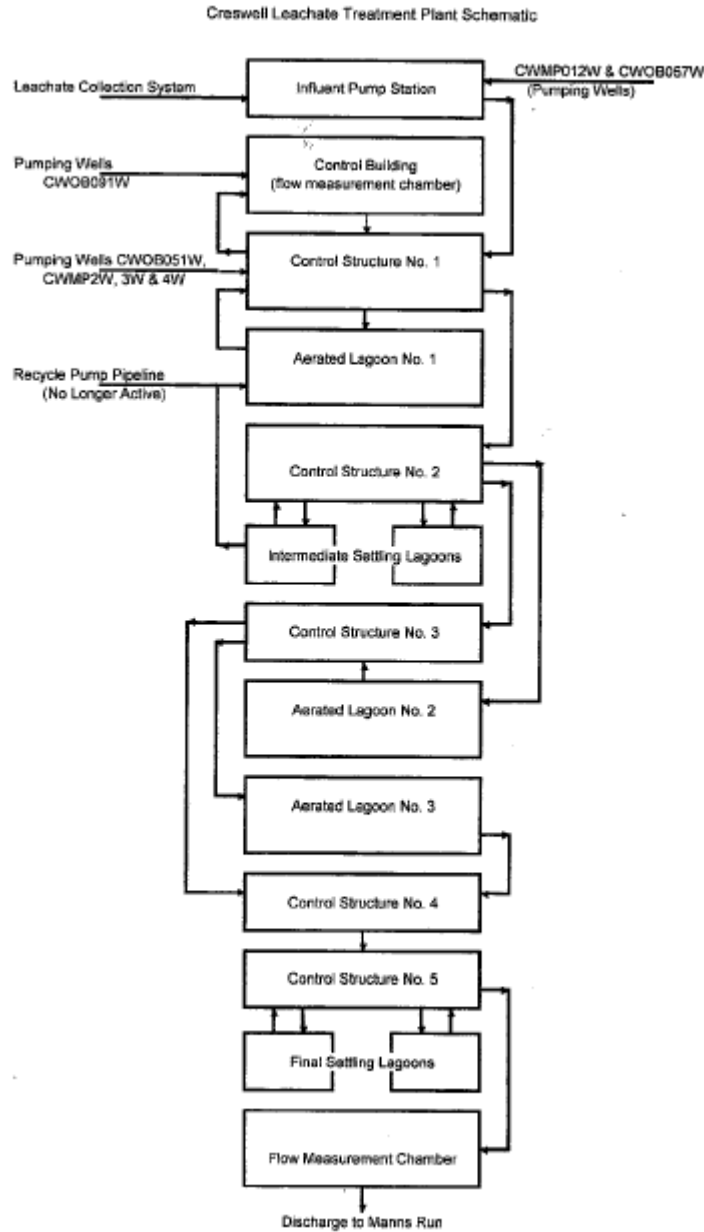 Creswell Leachate Treatment Plant Schematic
Leachate Collection System
Influent Pump Station
CWMP012W & CWOB067W
(Pumping Wells)
Pumping Wells
CWOB091W
Control Building
(flow measurement chamber)
Pumping Wells CWOB051W,
CWMP2W, 3W & 4W
Control Structure No. 1
Aerated Lagoon No. 1
Recycle Pump Pipeline
(No Longer Active)
Control Structure No. 2
Intermediate Settling Lagoons
Control Structure No. 3
Aerated Lagoon No. 2
Aerated Lagoon No. 3
Control Structure No. 4
Control Structure No. 5
Final Settling Lagoons
Flow Measurement Chamber
Discharge to Manns Run